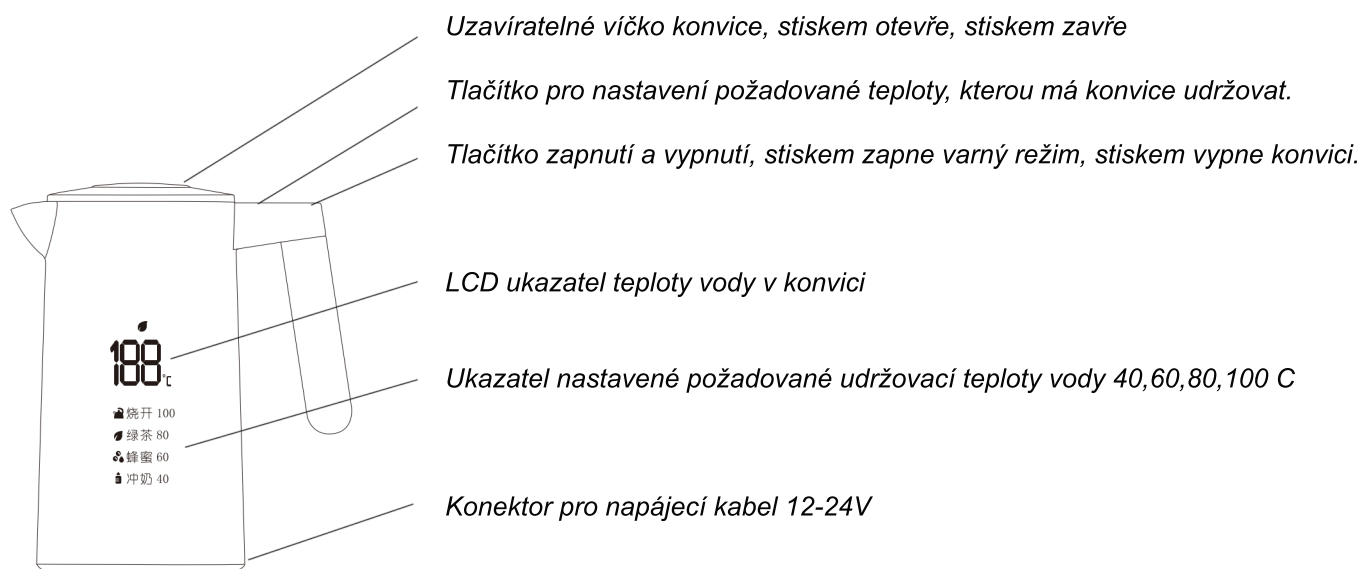 Uzavíratelné víčko konvice, stiskem otevře, stiskem zavře
Tlačítko pro nastavení požadované teploty, kterou má konvice udržovat.
Tlačítko zapnutí a vypnutí, stiskem zapne varný režim, stiskem vypne konvici.
LCD ukazatel teploty vody v konvici
188°C
Ukazatel nastavené požadované udržovací teploty vody 40,60,80,100 C
烧开 100
绿茶 80
蜂蜜 60
冲奶 40
Konektor pro napájecí kabel 12-24V